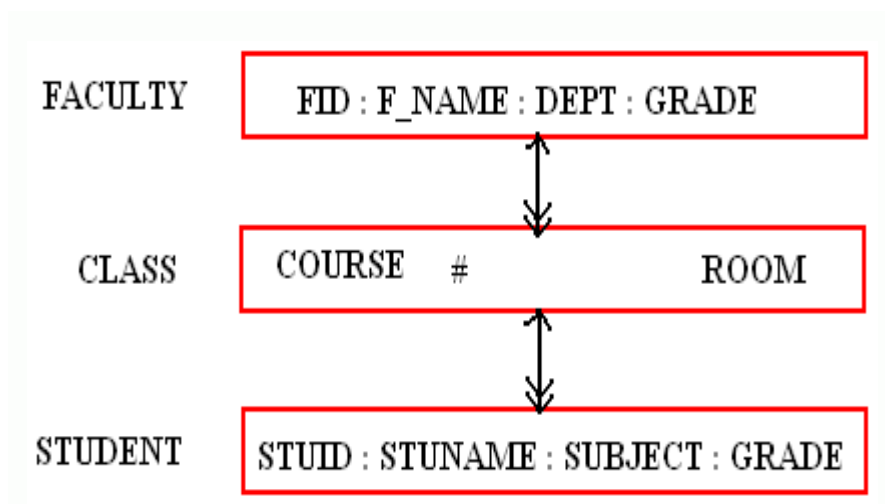 FACULTY FID : F_NAME : DEPT : GRADE
CLASS COURSE # ROOM
STUDENT STUID : STUNAME : SUBJECT : GRADE